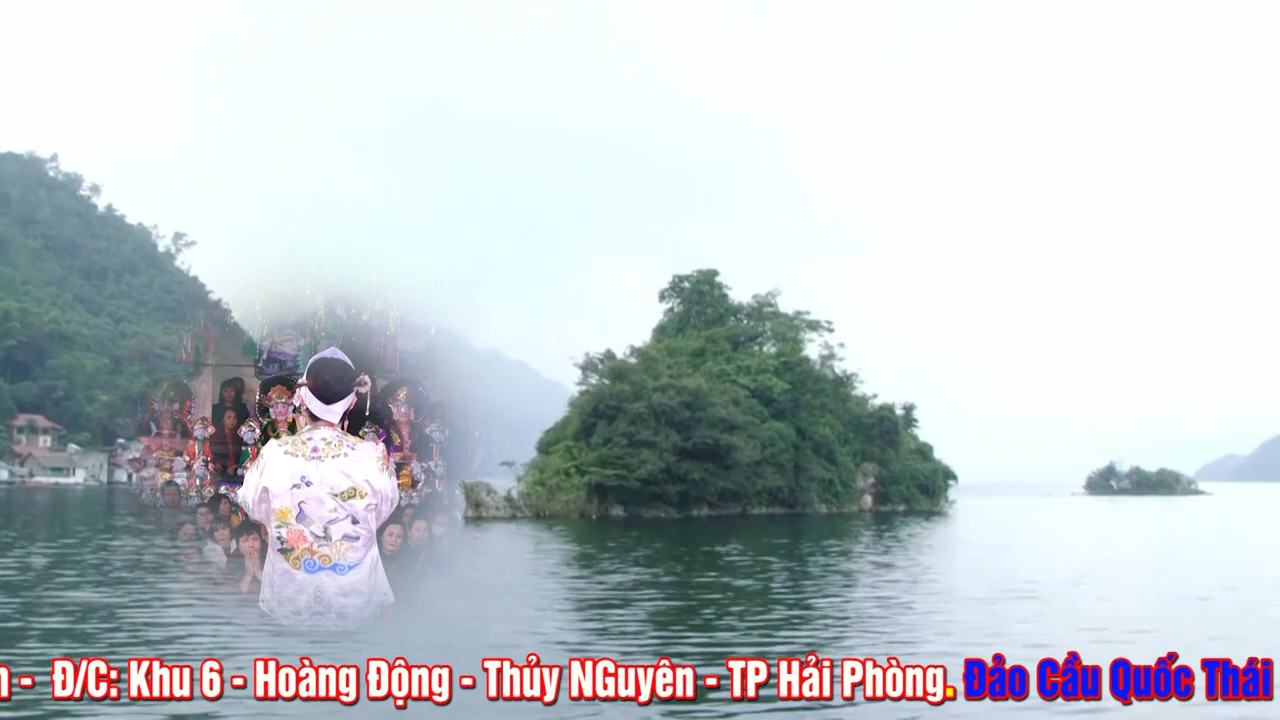 - Đ/C: Khu 6 - Hoàng Động - Thủy NGuyên - TP Hải Phòng. Đảo Cầu Quốc Thái